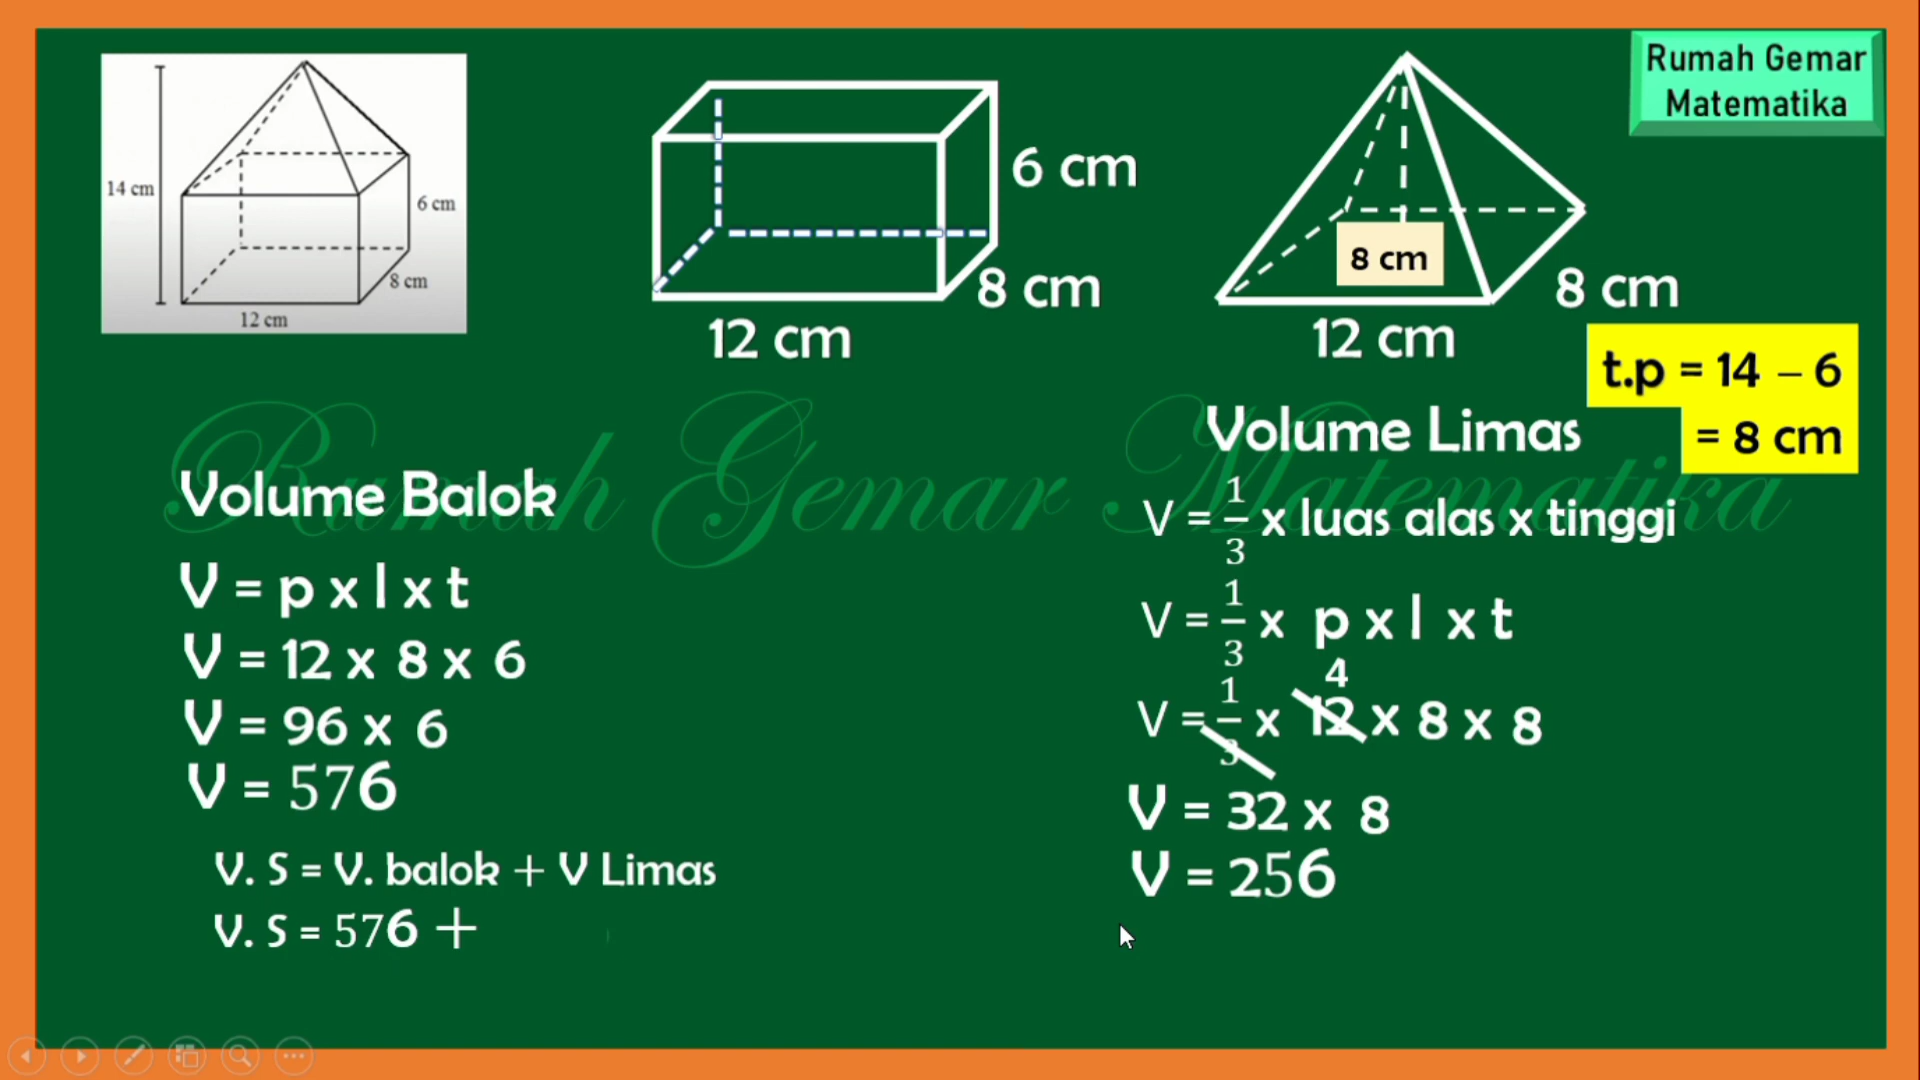 14 cm
6 cm
8 cm
12 cm
6 cm
8 cm
12 cm
8 cm
8 cm
12 cm
Rumah Gemar
Matematika
t.p = 14 – 6
= 8 cm
Rumah Gemar Matematika
Volume Balok
V = p x l x t
V = 12 x 8 x 6
V = 96 x 6
V = 576
V. S = V. balok + V Limas
V. S = 576 +
Volume Limas
V = 1/3 x luas alas x tinggi
V = 1/3 x p x l x t
4
V = 1/3 x 12 x 8 x 8
V = 32 x 8
V = 256